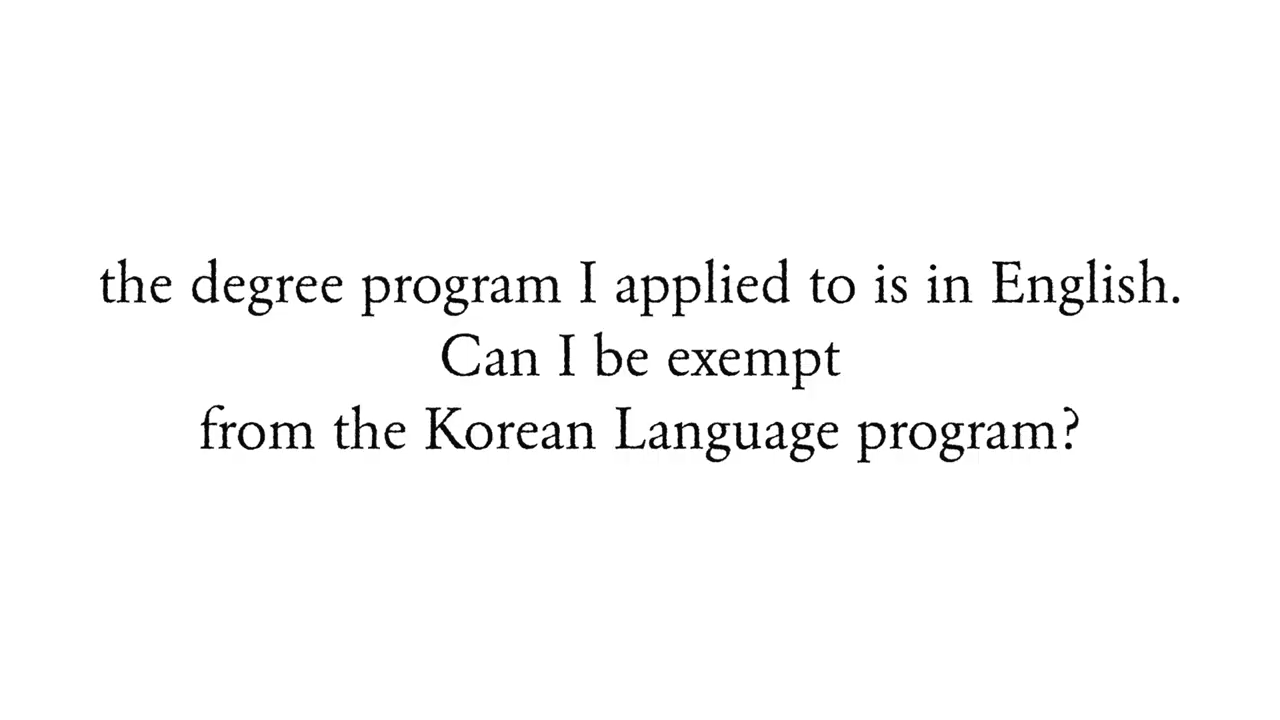 the degree program I applied to is in English.
Can I be exempt
from the Korean Language program?